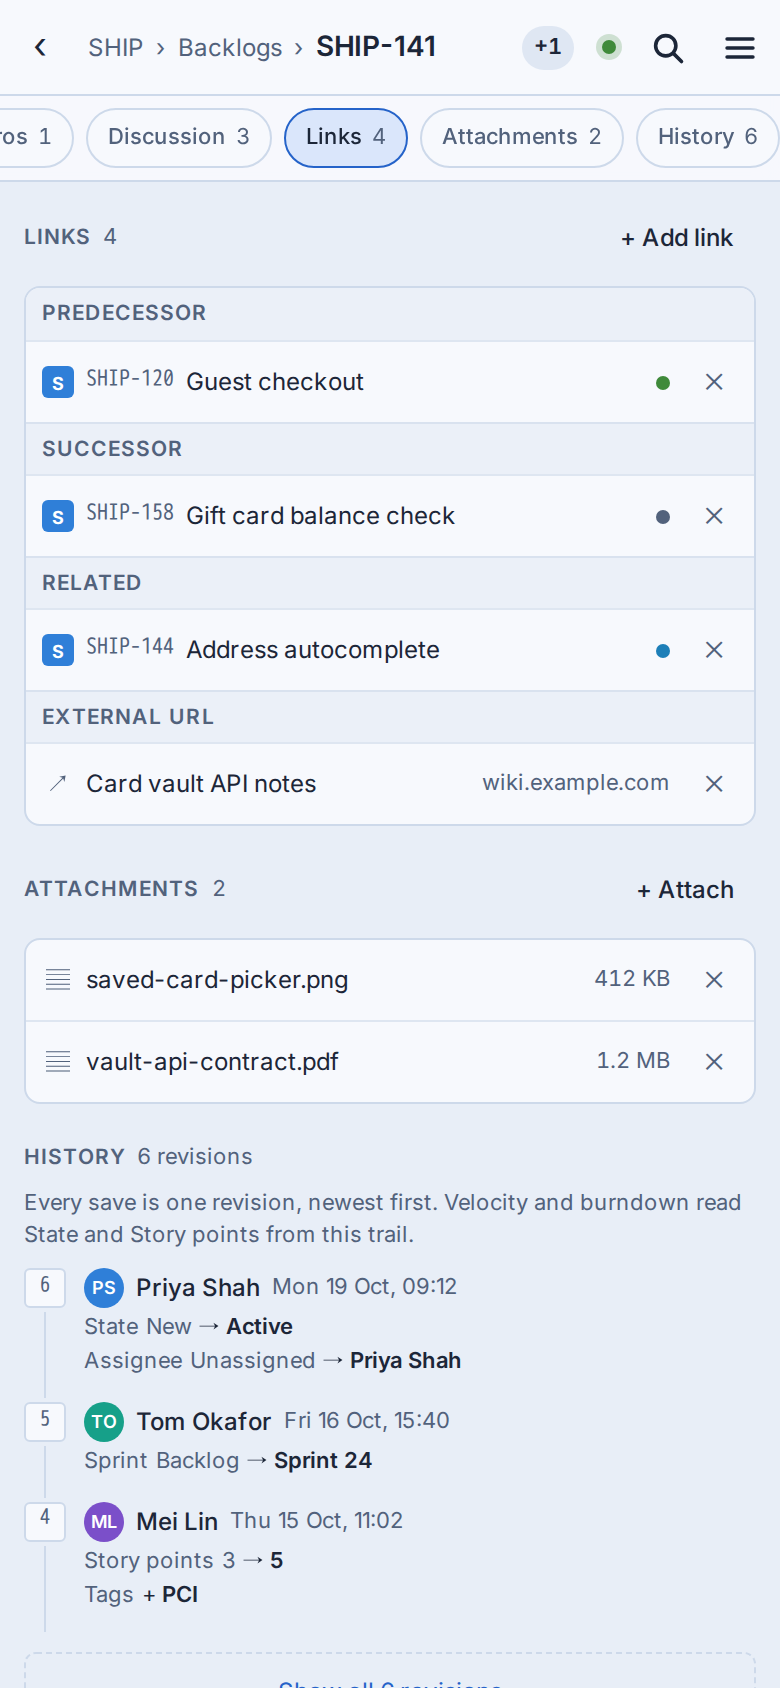 SHIP › Backlogs › SHIP-141 +1
ros 1 Discussion 3 Links 4 Attachments 2 History 6
LINKS 4 + Add link
PREDECESSOR
S SHIP-120 Guest checkout
SUCCESSOR
S SHIP-158 Gift card balance check
RELATED
S SHIP-144 Address autocomplete
EXTERNAL URL
Card vault API notes wiki.example.com
ATTACHMENTS 2 + Attach
saved-card-picker.png 412 KB
vault-api-contract.pdf 1.2 MB
HISTORY 6 revisions
Every save is one revision, newest first. Velocity and burndown read
State and Story points from this trail.
6 PS Priya Shah Mon 19 Oct, 09:12
State New → Active
Assignee Unassigned → Priya Shah
5 TO Tom Okafor Fri 16 Oct, 15:40
Sprint Backlog → Sprint 24
4 ML Mei Lin Thu 15 Oct, 11:02
Story points 3 → 5
Tags + PCI
Show all 6 revisions